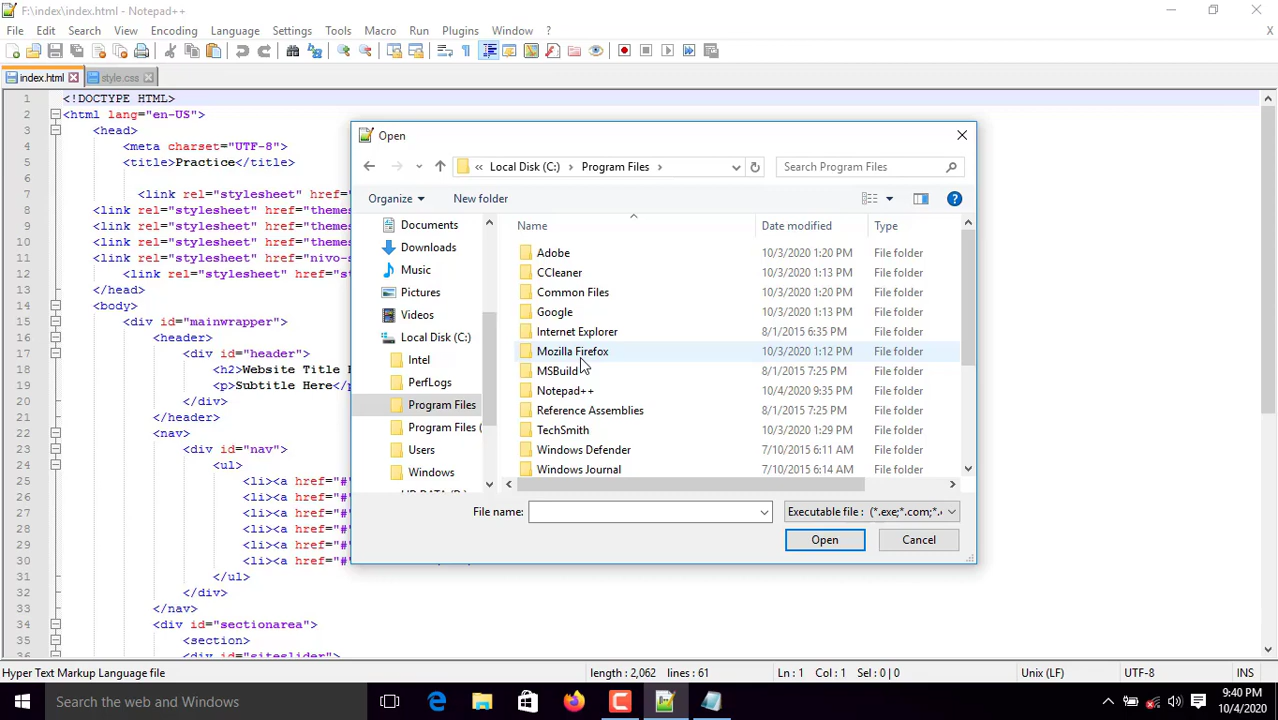 F:\index\index.html - Notepad++
File Edit Search View Encoding Language Settings Tools Macro Run Plugins Window ?
X
index.html style.css
1 <!DOCTYPE HTML>
2 <html lang="en-US">
3 <head>
4 <meta charset="UTF-8">
5 <title>Practice</title>
6
7 <link rel="stylesheet" href=
8 <link rel="stylesheet" href="themes
9 <link rel="stylesheet" href="themes
10 <link rel="stylesheet" href="themes
11 <link rel="stylesheet" href="nivo-s
12 <link rel="stylesheet" href="st
13 </head>
14 <body>
15 <div id="mainwrapper">
16 <header>
17 <div id="header">
18 <h2>Website Title
19 <p>Subtitle Here</p
20 </div>
21 </header>
22 <nav>
23 <div id="nav">
24 <ul>
25 <li><a href="#"
26 <li><a href="#"
27 <li><a href="#"
28 <li><a href="#"
29 <li><a href="#"
30 <li><a href="#"
31 </ul>
32 </div>
33 </nav>
34 <div id="sectionarea">
35 <section>
36 <div id="siteslider">
Open
« Local Disk (C:) › Program Files ›
Search Program Files
Organize New folder
Documents
Downloads
Music
Pictures
Videos
Local Disk (C:)
Intel
PerfLogs
Program Files
Program Files (
Users
Windows
Name Date modified Type
Adobe 10/3/2020 1:20 PM File folder
CCleaner 10/3/2020 1:13 PM File folder
Common Files 10/3/2020 1:20 PM File folder
Google 10/3/2020 1:13 PM File folder
Internet Explorer 8/1/2015 6:35 PM File folder
Mozilla Firefox 10/3/2020 1:12 PM File folder
MSBuild 8/1/2015 7:25 PM File folder
Notepad++ 10/4/2020 9:35 PM File folder
Reference Assemblies 8/1/2015 7:25 PM File folder
TechSmith 10/3/2020 1:29 PM File folder
Windows Defender 7/10/2015 6:11 AM File folder
Windows Journal 7/10/2015 6:14 AM File folder
File name: Executable file : (*.exe;*.com;*.
Open Cancel
Hyper Text Markup Language file length : 2,062 lines : 61 Ln : 1 Col : 1 Sel : 0 | 0 Unix (LF) UTF-8 INS
Search the web and Windows
9:40 PM
10/4/2020